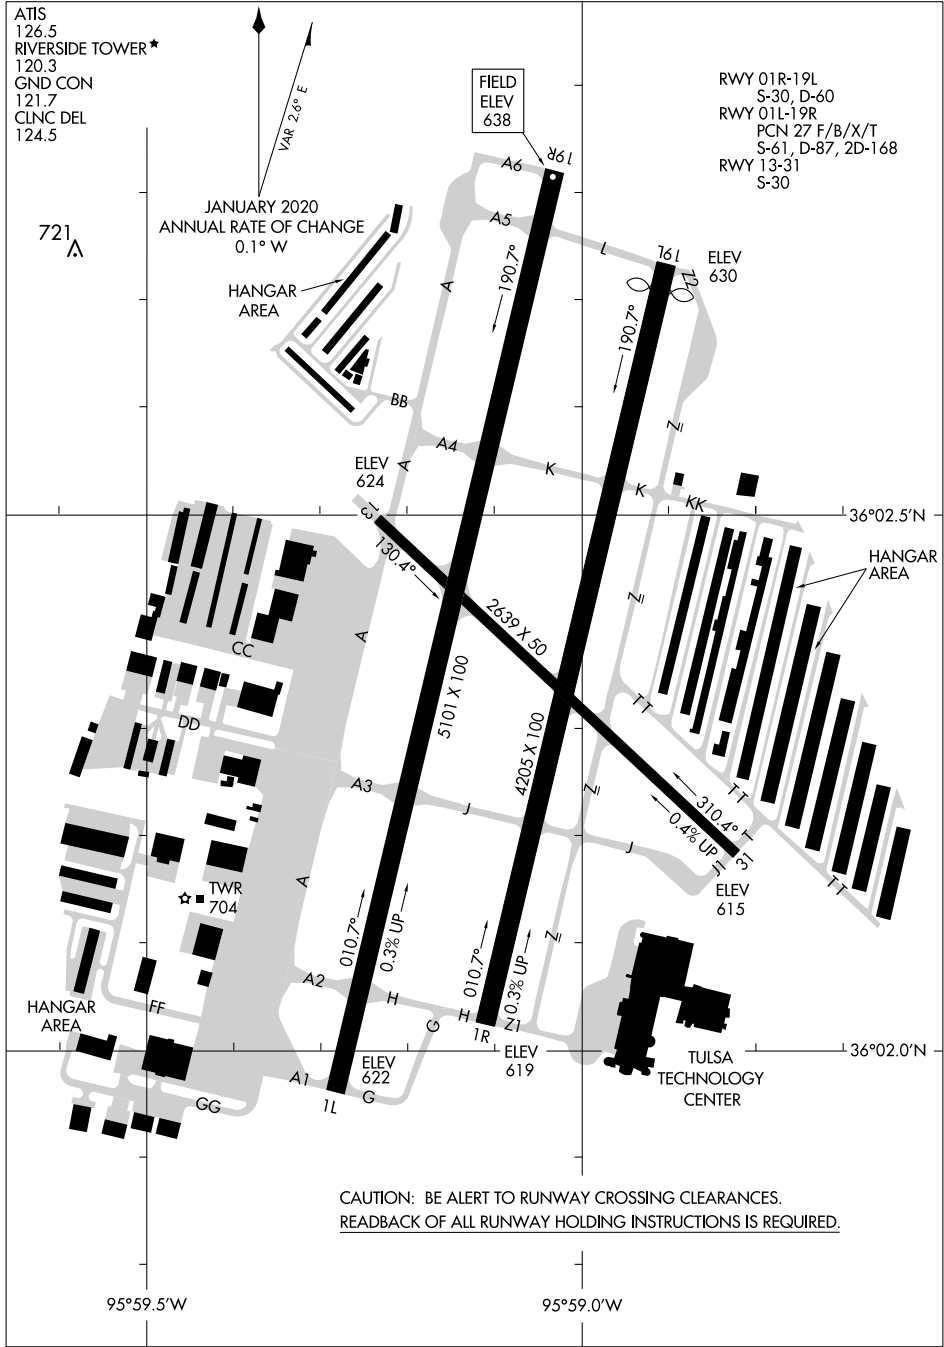 ATIS
126.5
RIVERSIDE TOWER★
120.3
GND CON
121.7
CLNC DEL
124.5
VAR 2.6° E
JANUARY 2020
ANNUAL RATE OF CHANGE
0.1° W
FIELD
ELEV
638
RWY 01R-19L
S-30, D-60
RWY 01L-19R
PCN 27 F/B/X/T
S-61, D-87, 2D-168
RWY 13-31
S-30
721
HANGAR
AREA
A6
19R
A5
L
19L
Z2
ELEV
630
A
190.7°
190.7°
BB
A4
K
K
KK
Z
A
ELEV
624
13
130.4°
36°02.5'N
HANGAR
AREA
2639 X 50
Z
A
CC
TT
5101 X 100
DD
4205 X 100
A3
J
Z
TT
310.4°
0.4% UP
T
31
J
J1
ELEV
615
TT
A
TWR
704
010.7°
0.3% UP
010.7°
0.3% UP
Z
A2
H
G
H
1R
Z1
HANGAR
AREA
FF
ELEV
622
ELEV
619
36°02.0'N
TULSA
TECHNOLOGY
CENTER
A1
1L
G
GG
CAUTION: BE ALERT TO RUNWAY CROSSING CLEARANCES.
READBACK OF ALL RUNWAY HOLDING INSTRUCTIONS IS REQUIRED.
95°59.5'W
95°59.0'W